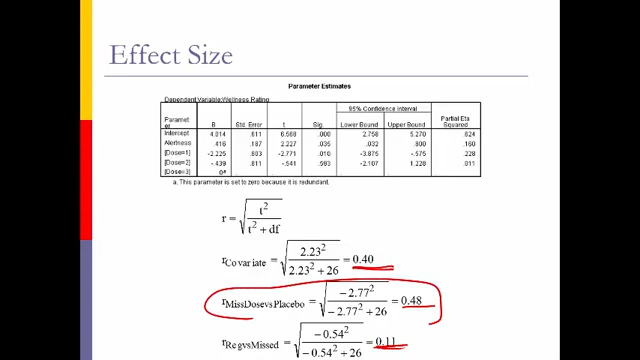 Effect Size
Parameter Estimates
Dependent Variable: Wellness Rating
95% Confidence Interval
Paramet er B Std. Error t Sig. Lower Bound Upper Bound Partial Eta Squared
Intercept 4.014 .611 6.568 .000 2.758 5.270 .624
Alertness .416 .187 2.227 .035 .032 .800 .160
[Dose=1] -2.225 .803 -2.771 .010 -3.875 -.575 .228
[Dose=2] -.439 .811 -.541 .593 -2.107 1.228 .011
[Dose=3] 0ª
a. This parameter is set to zero because it is redundant.
r = √(t² / (t² + df))
rCovariate = √(2.23² / (2.23² + 26)) = 0.40
rMissDosevsPlacebo = √(−2.77² / (−2.77² + 26)) = 0.48
rRegvsMissed = √(−0.54² / (−0.54² + 26)) = 0.11